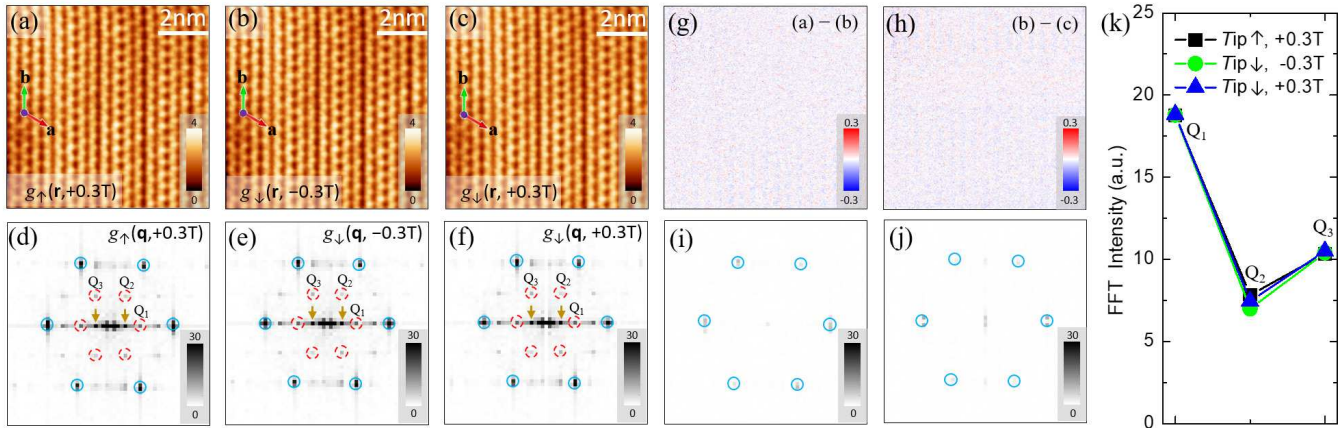 (a)
2nm
b
a
4
0
g↑(r,+0.3T)
(b)
2nm
b
a
4
0
g↓(r, −0.3T)
(c)
2nm
b
a
4
0
g↓(r, +0.3T)
(g)
(a) − (b)
0.3
-0.3
(h)
(b) − (c)
0.3
-0.3
(d)
g↑(q,+0.3T)
Q3
Q2
Q1
30
0
(e)
g↓(q, −0.3T)
Q3
Q2
Q1
30
0
(f)
g↓(q, +0.3T)
Q3
Q2
Q1
30
0
(i)
30
0
(j)
30
0
(k)
FFT Intensity (a.u.)
25
20
15
10
5
0
Tip ↑, +0.3T
Tip ↓, -0.3T
Tip ↓, +0.3T
Q1
Q2
Q3